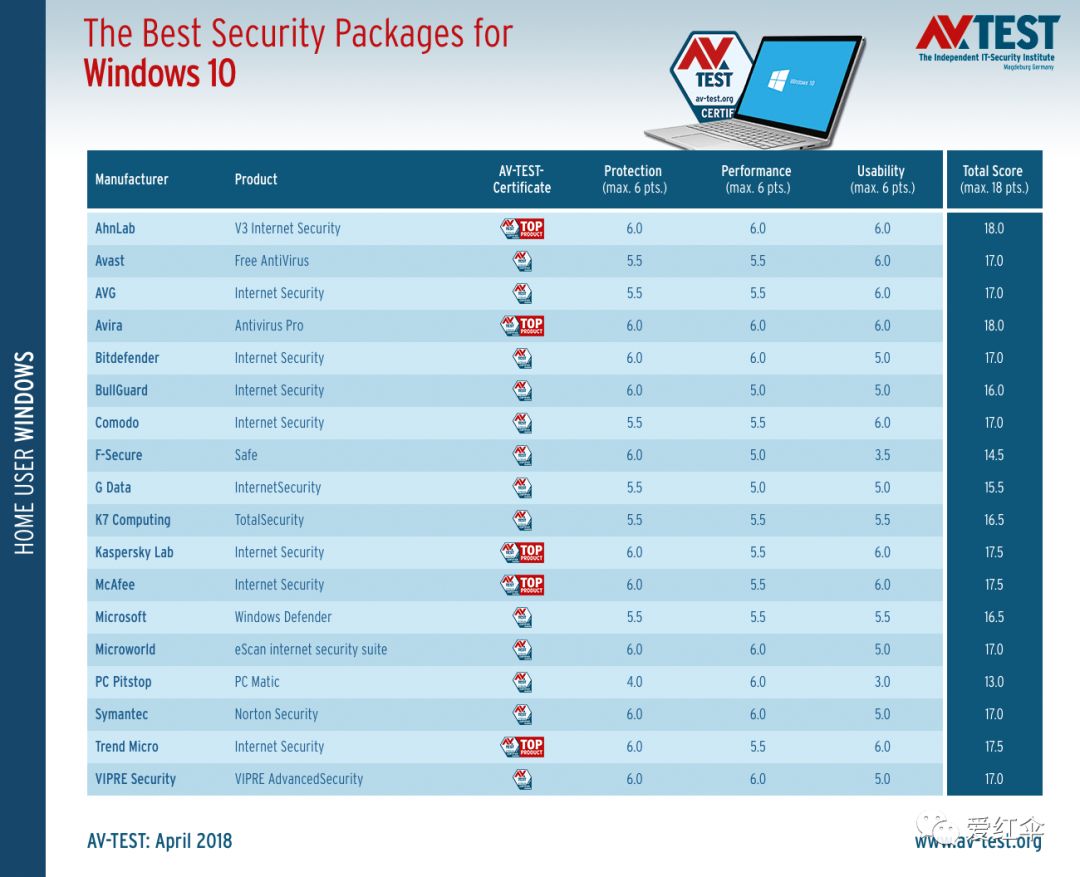 The Best Security Packages for
Windows 10
AV TEST
av-test.org
CERTIF
Windows 10
AV TEST
The Independent IT-Security Institute
Magdeburg Germany
HOME USER WINDOWS
Manufacturer Product AV-TEST-Certificate Protection (max. 6 pts.) Performance (max. 6 pts.) Usability (max. 6 pts.) Total Score (max. 18 pts.)
AhnLab V3 Internet Security TOP PRODUCT 6.0 6.0 6.0 18.0
Avast Free AntiVirus 5.5 5.5 6.0 17.0
AVG Internet Security 5.5 5.5 6.0 17.0
Avira Antivirus Pro TOP PRODUCT 6.0 6.0 6.0 18.0
Bitdefender Internet Security 6.0 6.0 5.0 17.0
BullGuard Internet Security 6.0 5.0 5.0 16.0
Comodo Internet Security 5.5 5.5 6.0 17.0
F-Secure Safe 6.0 5.0 3.5 14.5
G Data InternetSecurity 5.5 5.0 5.0 15.5
K7 Computing TotalSecurity 5.5 5.5 5.5 16.5
Kaspersky Lab Internet Security TOP PRODUCT 6.0 5.5 6.0 17.5
McAfee Internet Security TOP PRODUCT 6.0 5.5 6.0 17.5
Microsoft Windows Defender 5.5 5.5 5.5 16.5
Microworld eScan internet security suite 6.0 6.0 5.0 17.0
PC Pitstop PC Matic 4.0 6.0 3.0 13.0
Symantec Norton Security 6.0 6.0 5.0 17.0
Trend Micro Internet Security TOP PRODUCT 6.0 5.5 6.0 17.5
VIPRE Security VIPRE AdvancedSecurity 6.0 6.0 5.0 17.0
AV-TEST: April 2018
爱红伞
www.av-test.org